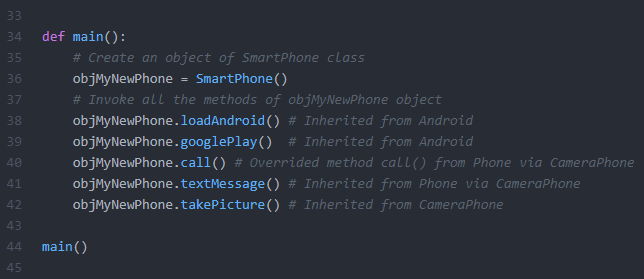 33
34 def main():
35     # Create an object of SmartPhone class
36     objMyNewPhone = SmartPhone()
37     # Invoke all the methods of objMyNewPhone object
38     objMyNewPhone.loadAndroid() # Inherited from Android
39     objMyNewPhone.googlePlay()  # Inherited from Android
40     objMyNewPhone.call() # Overrided method call() from Phone via CameraPhone
41     objMyNewPhone.textMessage() # Inherited from Phone via CameraPhone
42     objMyNewPhone.takePicture() # Inherited from CameraPhone
43
44 main()
45